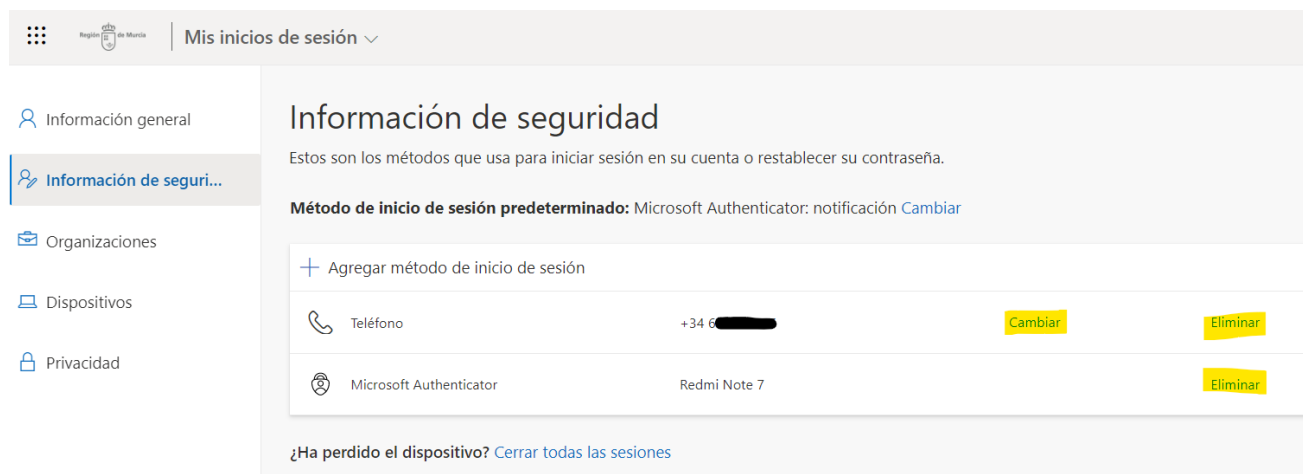 Región de Murcia
Mis inicios de sesión
Información general
Información de seguri...
Organizaciones
Dispositivos
Privacidad
Información de seguridad
Estos son los métodos que usa para iniciar sesión en su cuenta o restablecer su contraseña.
Método de inicio de sesión predeterminado: Microsoft Authenticator: notificación Cambiar
Agregar método de inicio de sesión
Teléfono +34 6 Cambiar Eliminar
Microsoft Authenticator Redmi Note 7 Eliminar
¿Ha perdido el dispositivo? Cerrar todas las sesiones